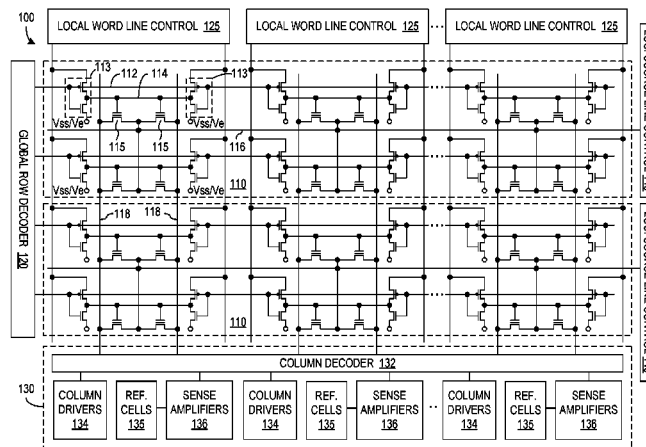 100
LOCAL WORD LINE CONTROL 125
LOCAL WORD LINE CONTROL 125
...
LOCAL WORD LINE CONTROL 125
113
112
114
113
Vss/Ve
Vss/Ve
115
115
116
GLOBAL ROW DECODER 120
Vss/Ve
Vss/Ve
110
118
118
110
COLUMN DECODER 132
130
COLUMN DRIVERS 134
REF. CELLS 135
SENSE AMPLIFIERS 136
COLUMN DRIVERS 134
REF. CELLS 135
SENSE AMPLIFIERS 136
...
COLUMN DRIVERS 134
REF. CELLS 135
SENSE AMPLIFIERS 136